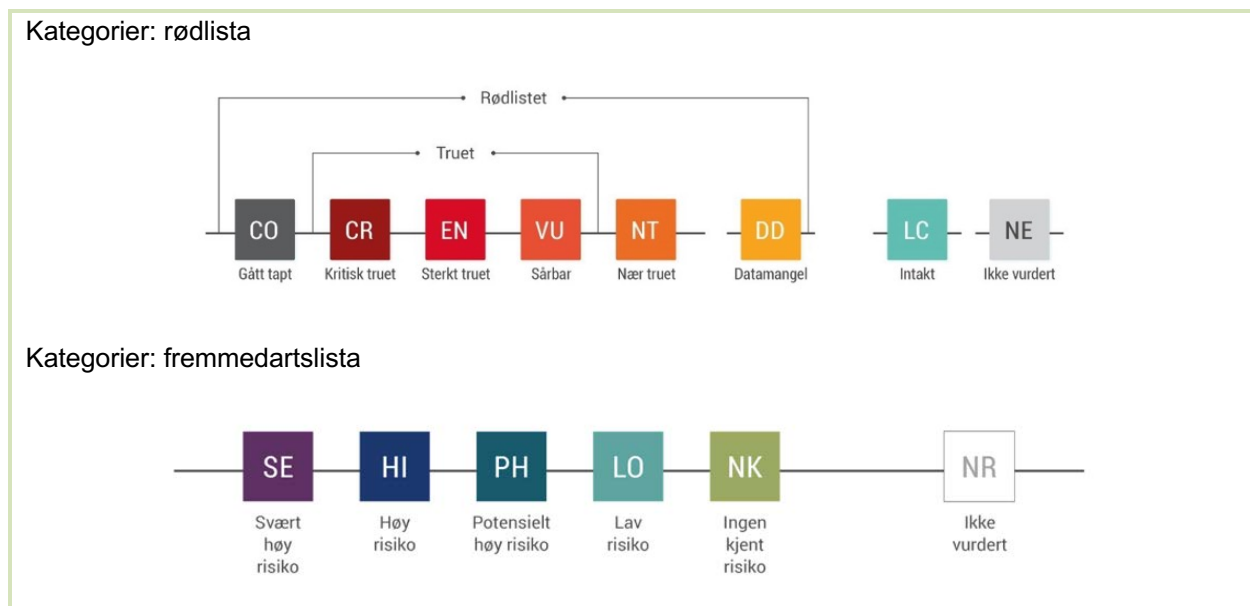 Kategorier: rødlista
Rødlistet
Truet
CO CR EN VU NT DD LC NE
Gått tapt Kritisk truet Sterkt truet Sårbar Nær truet Datamangel Intakt Ikke vurdert
Kategorier: fremmedartslista
SE HI PH LO NK NR
Svært Høy Potensielt Lav Ingen Ikke
høy risiko høy risiko risiko kjent vurdert
risiko risiko